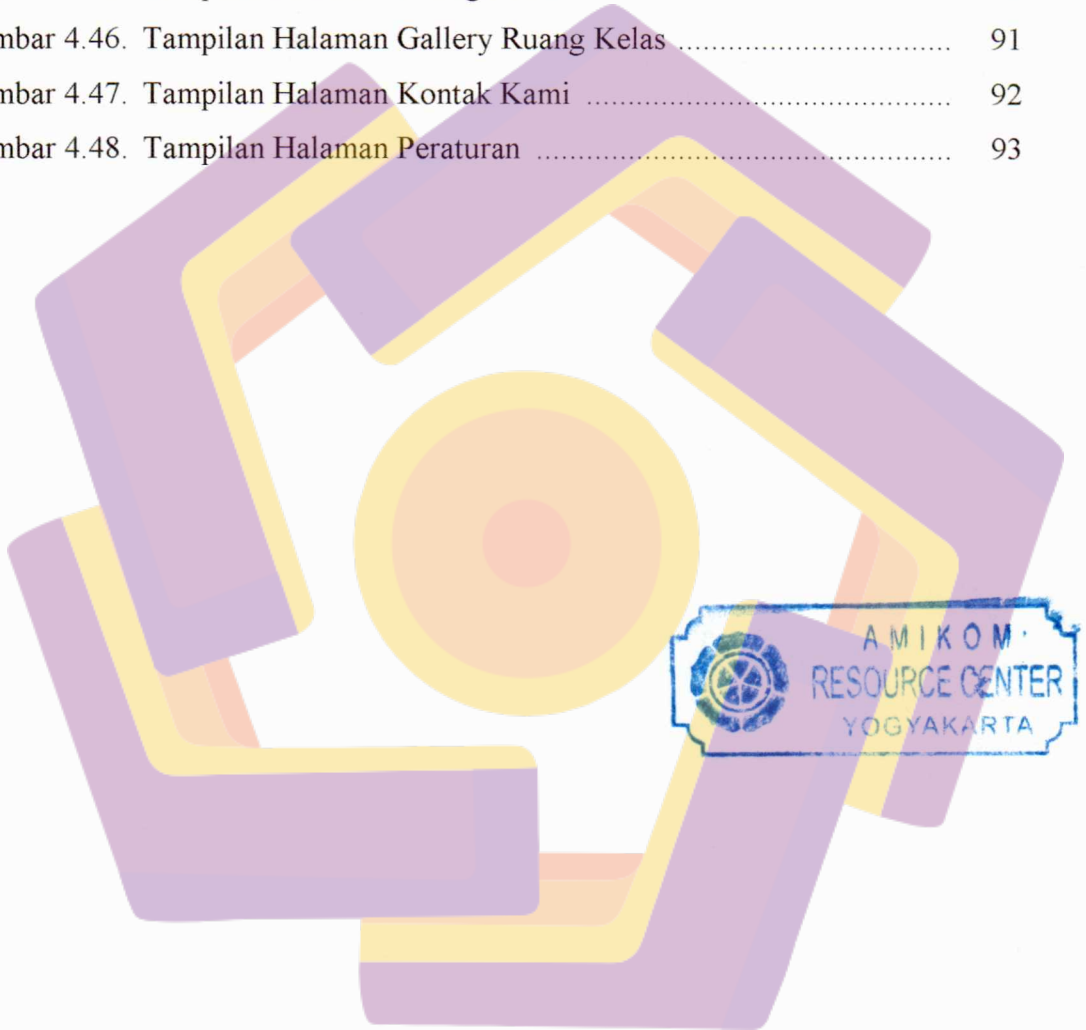 mbar 4.46. Tampilan Halaman Gallery Ruang Kelas ................................. 91
mbar 4.47. Tampilan Halaman Kontak Kami ............................................ 92
mbar 4.48. Tampilan Halaman Peraturan .................................................. 93
AMIKOM
RESOURCE CENTER
YOGYAKARTA